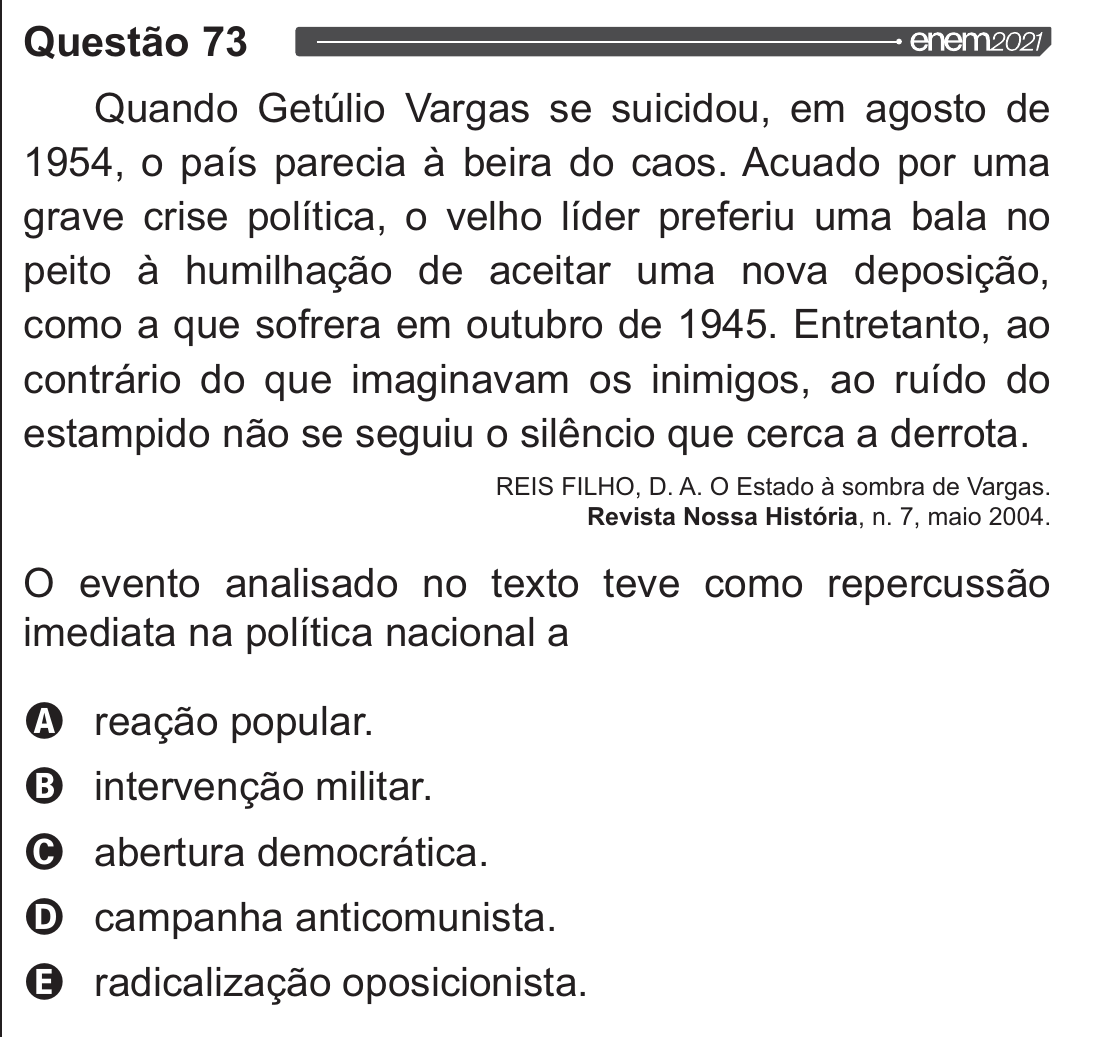 Questão 73
enem2021
Quando Getúlio Vargas se suicidou, em agosto de
1954, o país parecia à beira do caos. Acuado por uma
grave crise política, o velho líder preferiu uma bala no
peito à humilhação de aceitar uma nova deposição,
como a que sofrera em outubro de 1945. Entretanto, ao
contrário do que imaginavam os inimigos, ao ruído do
estampido não se seguiu o silêncio que cerca a derrota.
REIS FILHO, D. A. O Estado à sombra de Vargas.
Revista Nossa História, n. 7, maio 2004.
O evento analisado no texto teve como repercussão
imediata na política nacional a
A reação popular.
B intervenção militar.
C abertura democrática.
D campanha anticomunista.
E radicalização oposicionista.